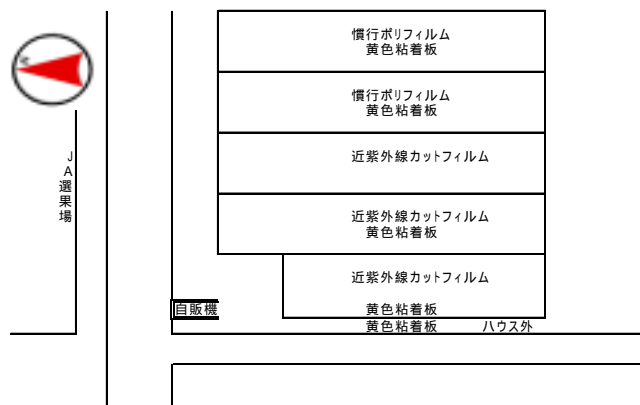 慣行ポリフィルム
黄色粘着板
慣行ポリフィルム
黄色粘着板
近紫外線カットフィルム
近紫外線カットフィルム
黄色粘着板
近紫外線カットフィルム
黄色粘着板
黄色粘着板 ハウス外
JA選果場
自販機